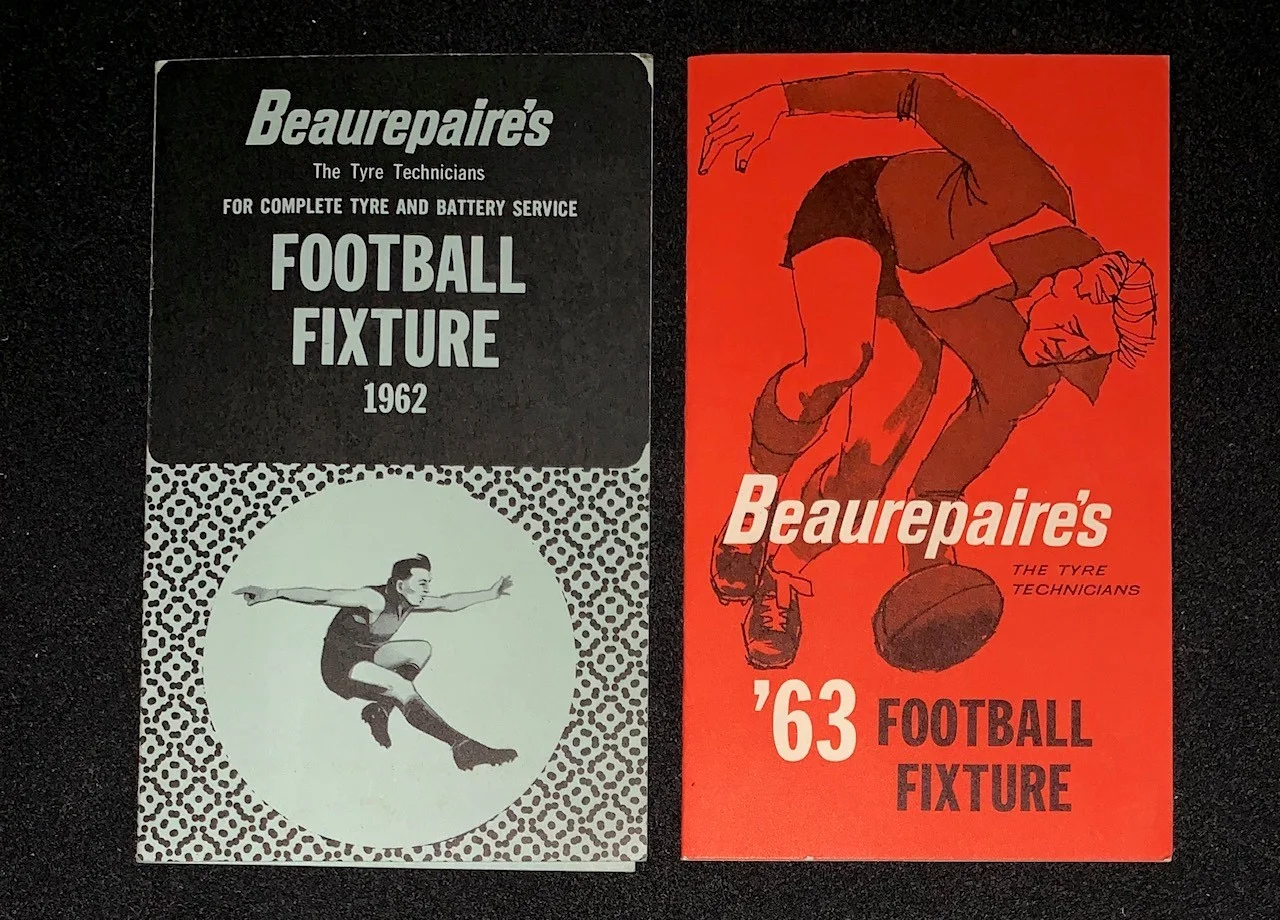 Beaurepaire's
The Tyre Technicians
FOR COMPLETE TYRE AND BATTERY SERVICE
FOOTBALL
FIXTURE
1962
Beaurepaire's
THE TYRE
TECHNICIANS
'63 FOOTBALL
FIXTURE